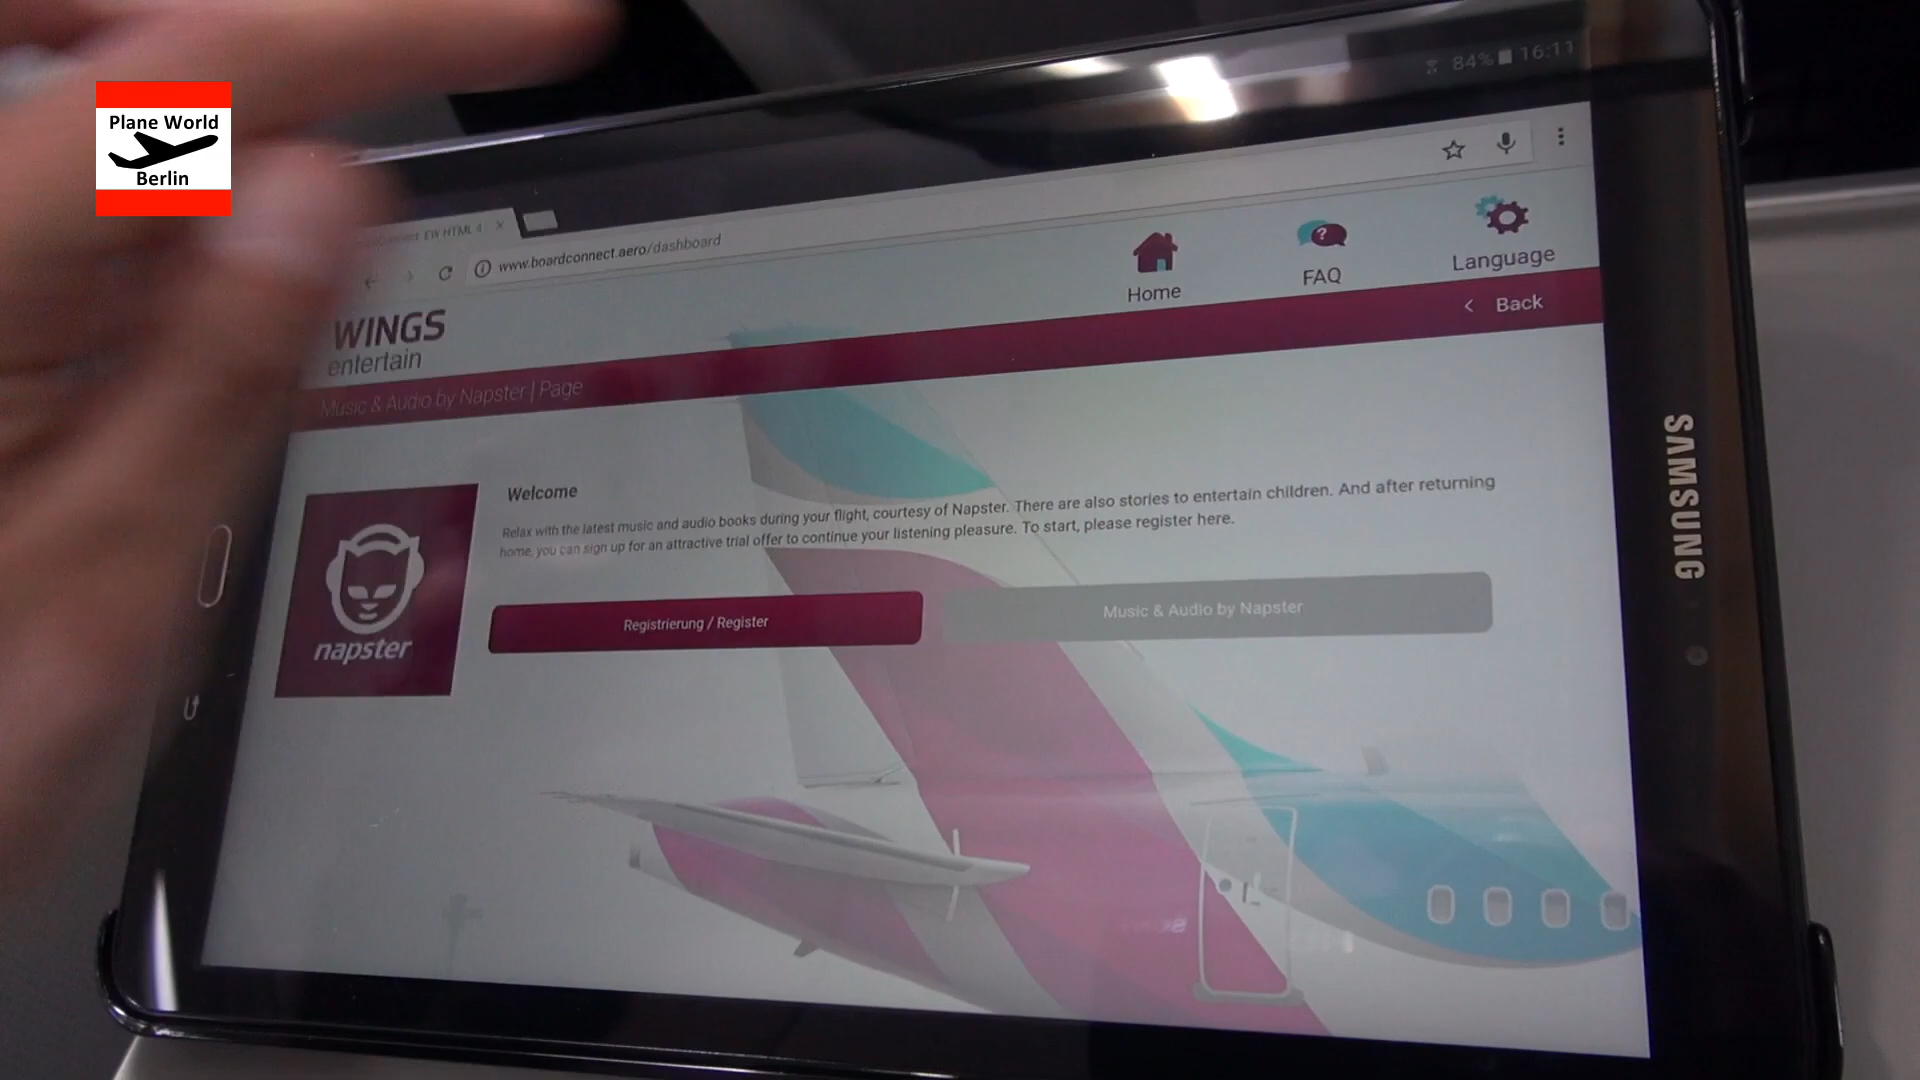 Plane World
Berlin
84% 16:11
EW HTML 4
www.boardconnect.aero/dashboard
Home
FAQ
Language
WINGS
entertain
< Back
Music & Audio by Napster | Page
Welcome
Relax with the latest music and audio books during your flight, courtesy of Napster. There are also stories to entertain children. And after returning
home, you can sign up for an attractive trial offer to continue your listening pleasure. To start, please register here.
napster
Registrierung / Register
Music & Audio by Napster
SAMSUNG